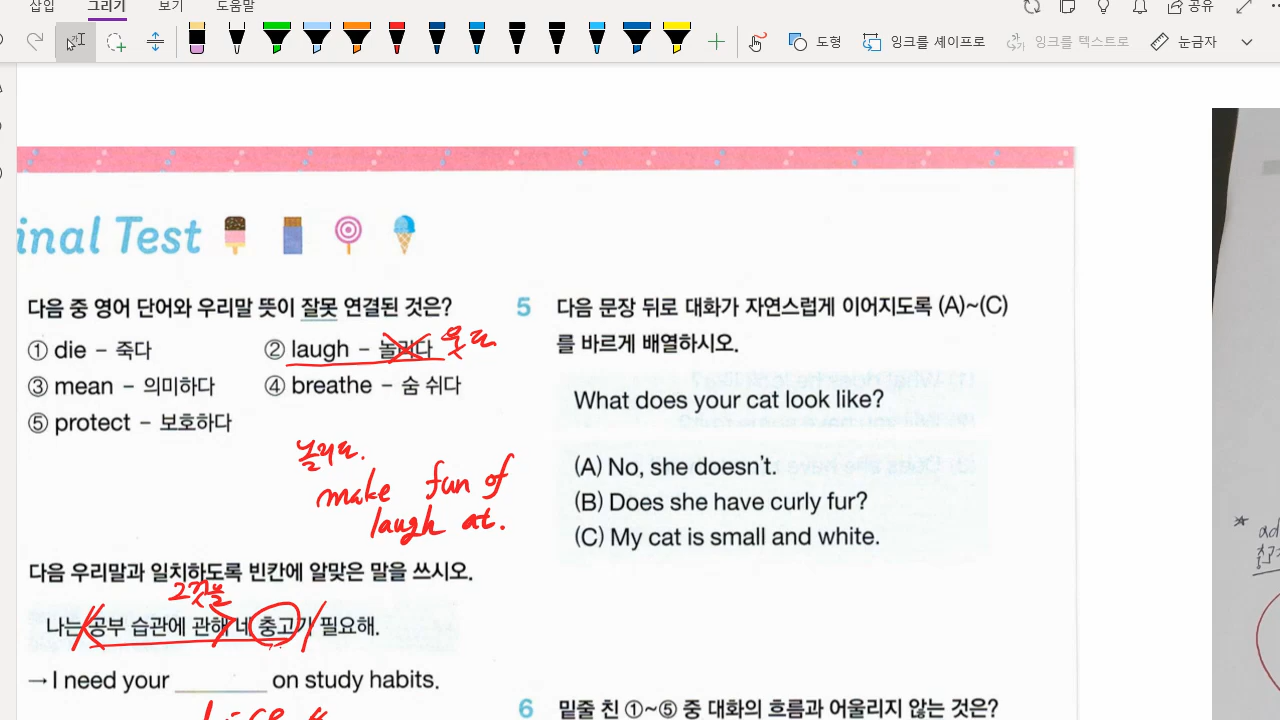 삽입 그리기 보기 도움말 공유
도형 잉크를 셰이프로 잉크를 텍스트로 눈금자
inal Test
다음 중 영어 단어와 우리말 뜻이 잘못 연결된 것은?
① die – 죽다 ② laugh – 놀리다 웃다
③ mean – 의미하다 ④ breathe – 숨 쉬다
⑤ protect – 보호하다
놀리다.
make fun of
laugh at.
다음 우리말과 일치하도록 빈칸에 알맞은 말을 쓰시오.
그것을
나는 공부 습관에 관해 네 충고가 필요해.
→ I need your ________ on study habits.
5 다음 문장 뒤로 대화가 자연스럽게 이어지도록 (A)~(C)
를 바르게 배열하시오.
What does your cat look like?
(A) No, she doesn't.
(B) Does she have curly fur?
(C) My cat is small and white.
6 밑줄 친 ①~⑤ 중 대화의 흐름과 어울리지 않는 것은?